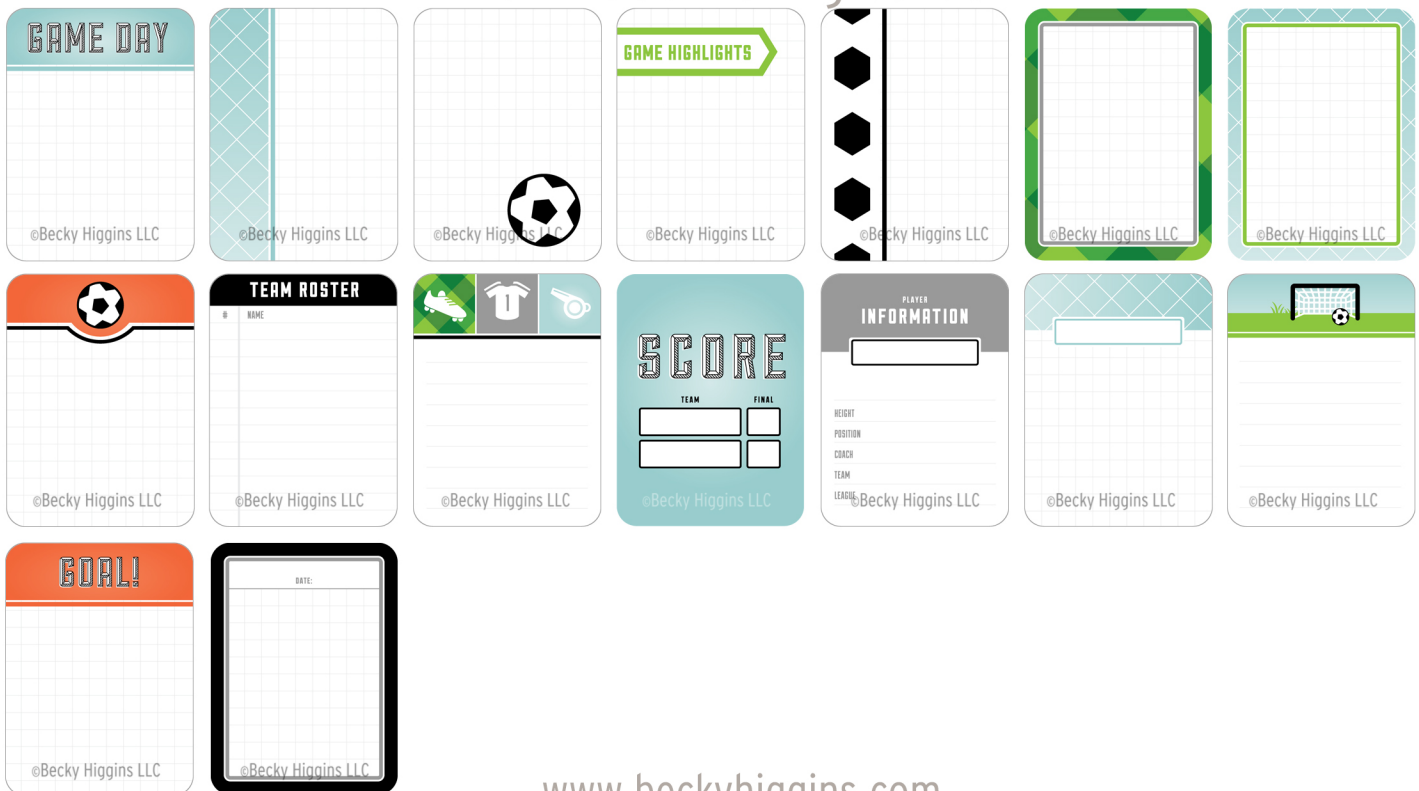 GAME DAY
©Becky Higgins LLC
©Becky Higgins LLC
©Becky Higgins LLC
GAME HIGHLIGHTS
©Becky Higgins LLC
©Becky Higgins LLC
©Becky Higgins LLC
©Becky Higgins LLC
©Becky Higgins LLC
TEAM ROSTER
# NAME
©Becky Higgins LLC
1
©Becky Higgins LLC
SCORE
TEAM FINAL
©Becky Higgins LLC
PLAYER
INFORMATION
HEIGHT
POSITION
COACH
TEAM
LEAGUE
©Becky Higgins LLC
©Becky Higgins LLC
©Becky Higgins LLC
GOAL!
©Becky Higgins LLC
DATE:
©Becky Higgins LLC
www.beckyhiggins.com